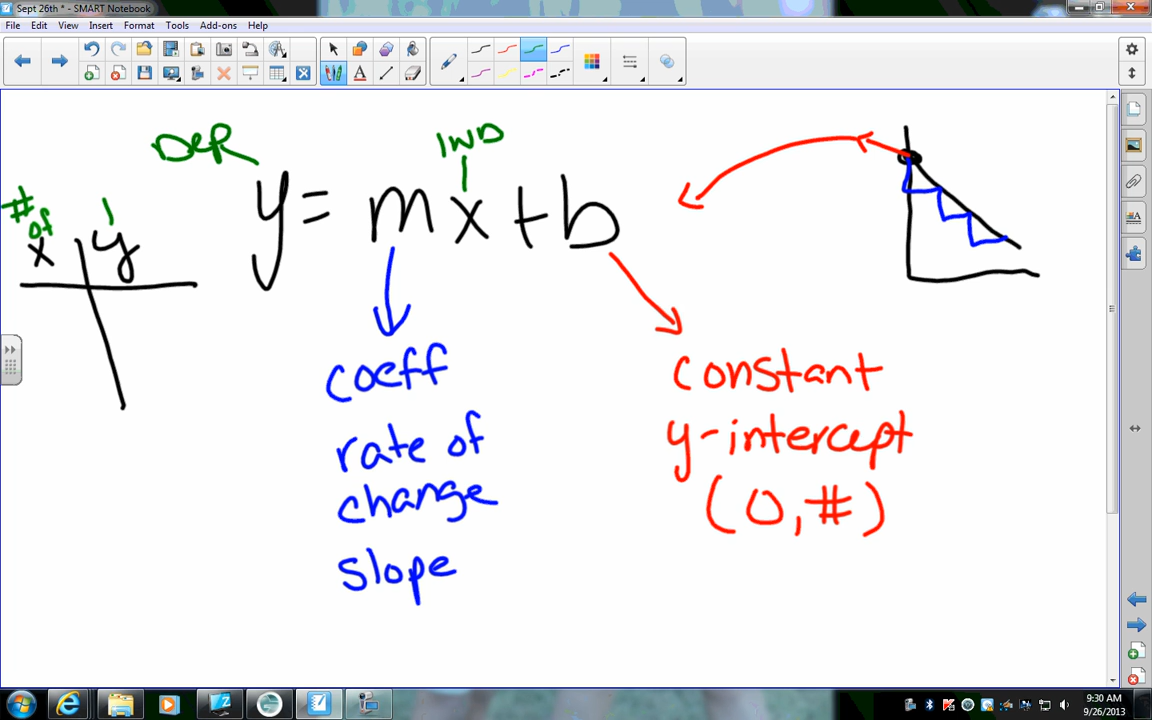 Sept 26th * - SMART Notebook
File Edit View Insert Format Tools Add-ons Help
DEP IND
y = mx + b
# of
x y
coeff
rate of
change
slope
constant
y-intercept
(0, #)
9:30 AM
9/26/2013